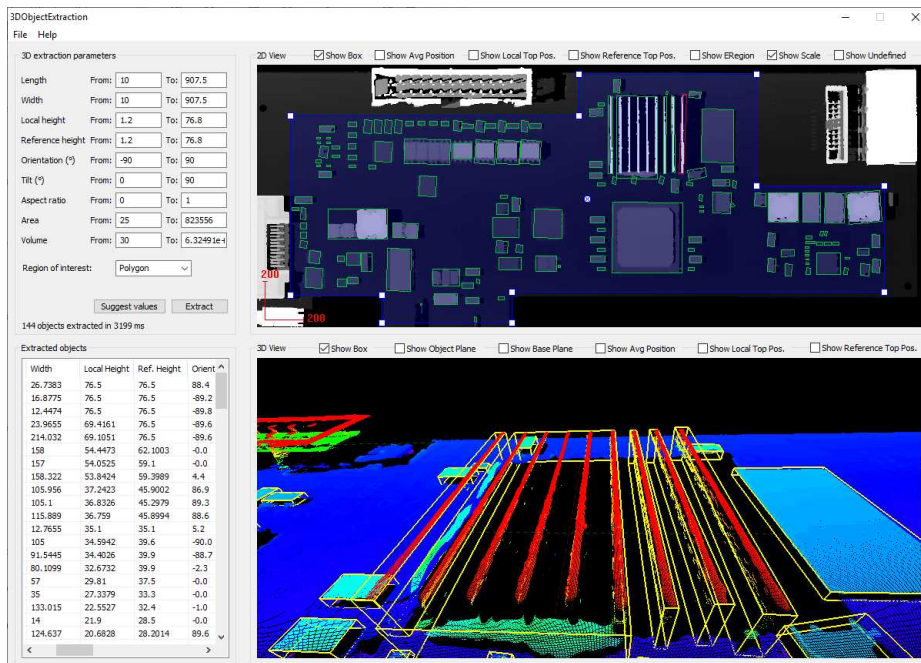 3DObjectExtraction
File Help
3D extraction parameters
Length From: 10 To: 907.5
Width From: 10 To: 907.5
Local height From: 1.2 To: 76.8
Reference height From: 1.2 To: 76.8
Orientation (°) From: -90 To: 90
Tilt (°) From: 0 To: 90
Aspect ratio From: 0 To: 1
Area From: 25 To: 823556
Volume From: 30 To: 6.32491e+
Region of interest: Polygon
Suggest values Extract
144 objects extracted in 3199 ms
2D View Show Box Show Avg Position Show Local Top Pos. Show Reference Top Pos. Show ERegion Show Scale Show Undefined
200
200
Extracted objects
Width Local Height Ref. Height Orient
26.7383 76.5 76.5 88.4
16.8775 76.5 76.5 -89.2
12.4474 76.5 76.5 -89.8
23.9655 69.4161 76.5 -89.6
214.032 69.1051 76.5 -89.6
158 54.4473 62.1003 -0.0
157 54.0525 59.1 -0.0
158.322 53.8424 59.3989 4.4
105.956 37.2423 45.9002 86.9
105.1 36.8326 45.2979 89.3
115.889 36.759 45.8994 88.6
12.7655 35.1 35.1 5.2
105 34.5942 39.6 -90.0
91.5445 34.4026 39.9 -88.7
80.1099 32.6732 39.9 -2.3
57 29.81 37.5 -0.0
35 27.3379 33.3 -0.0
133.015 22.5527 32.4 -1.0
14 21.9 28.5 -0.0
124.637 20.6828 28.2014 89.6
3D View Show Box Show Object Plane Show Base Plane Show Avg Position Show Local Top Pos. Show Reference Top Pos.